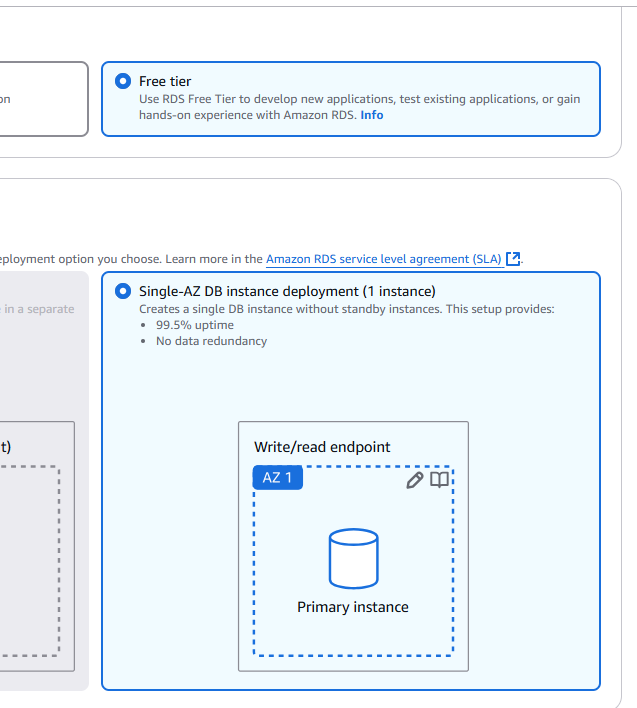 Free tier
on
Use RDS Free Tier to develop new applications, test existing applications, or gain
hands-on experience with Amazon RDS. Info
eployment option you choose. Learn more in the Amazon RDS service level agreement (SLA).
Single-AZ DB instance deployment (1 instance)
in a separate
Creates a single DB instance without standby instances. This setup provides:
• 99.5% uptime
• No data redundancy
t)
Write/read endpoint
AZ 1
Primary instance